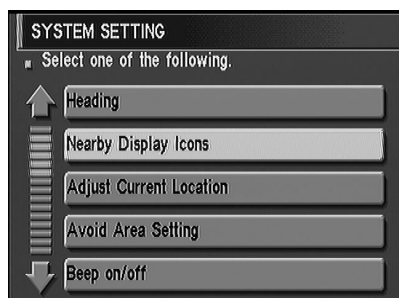 SYSTEM SETTING
Select one of the following.
Heading
Nearby Display Icons
Adjust Current Location
Avoid Area Setting
Beep on/off